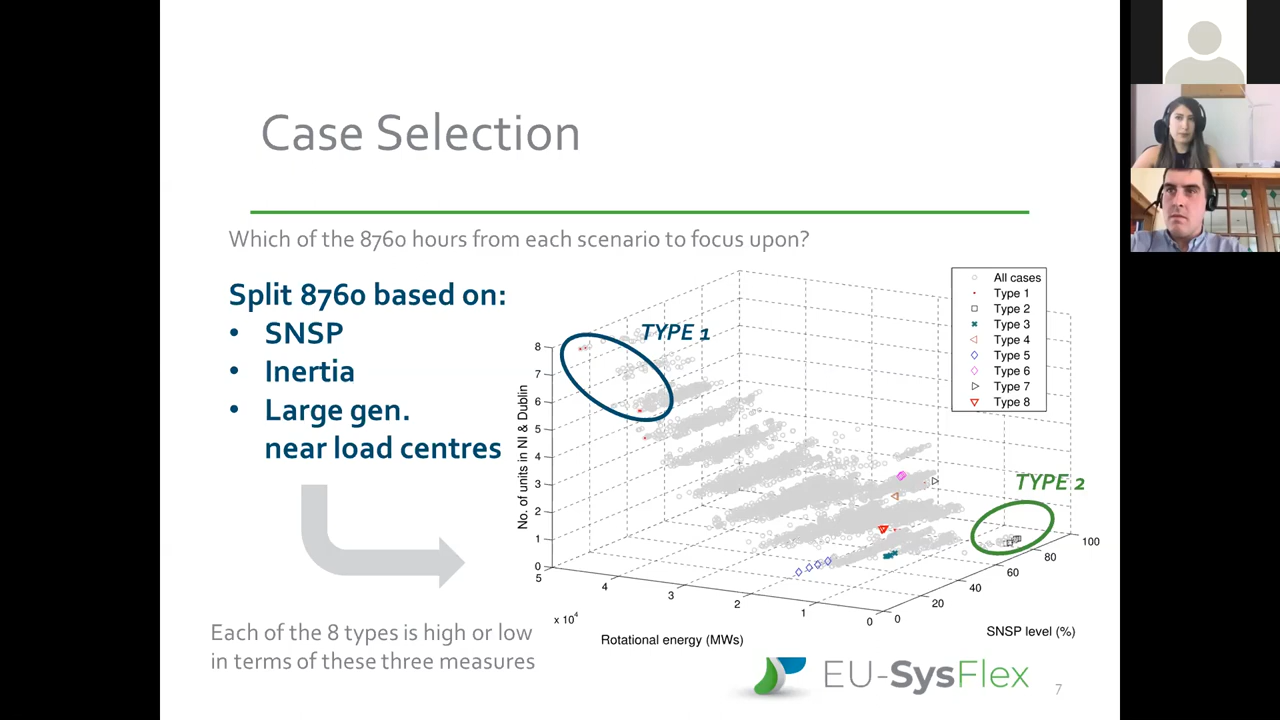 Case Selection
Which of the 8760 hours from each scenario to focus upon?
Split 8760 based on:
• SNSP
• Inertia
• Large gen.
near load centres
Each of the 8 types is high or low
in terms of these three measures
TYPE 1
TYPE 2
All cases
Type 1
Type 2
Type 3
Type 4
Type 5
Type 6
Type 7
Type 8
No. of units in NI & Dublin
8
7
6
5
4
3
2
1
0
5
4
3
2
1
0
x 10^4
Rotational energy (MWs)
0
20
40
60
80
100
SNSP level (%)
EU-SysFlex
7